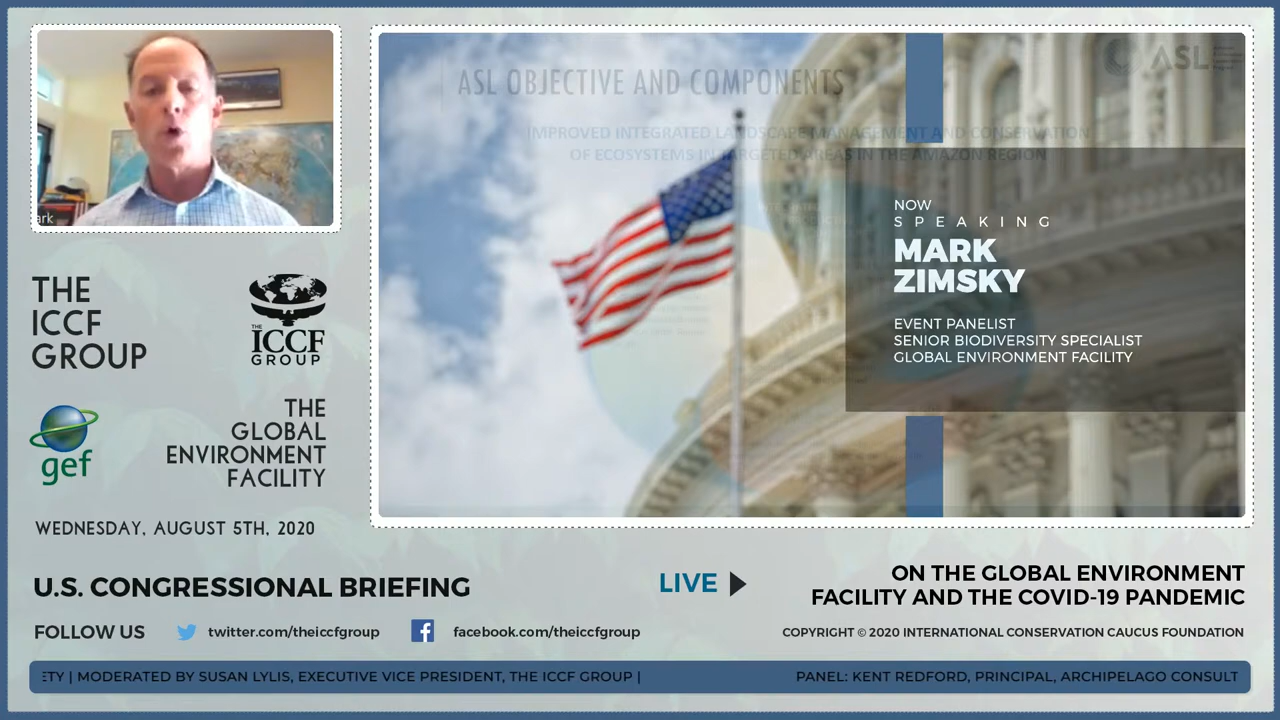 ark
THE
ICCF
GROUP
THE
ICCF
GROUP
gef
THE
GLOBAL
ENVIRONMENT
FACILITY
WEDNESDAY, AUGUST 5TH, 2020
ASL OBJECTIVE AND COMPONENTS
ASL
IMPROVED INTEGRATED LANDSCAPE MANAGEMENT AND CONSERVATION
OF ECOSYSTEMS IN TARGETED AREAS IN THE AMAZON REGION
NOW
SPEAKING
MARK
ZIMSKY
EVENT PANELIST
SENIOR BIODIVERSITY SPECIALIST
GLOBAL ENVIRONMENT FACILITY
U.S. CONGRESSIONAL BRIEFING
LIVE
ON THE GLOBAL ENVIRONMENT
FACILITY AND THE COVID-19 PANDEMIC
FOLLOW US
twitter.com/theiccfgroup
facebook.com/theiccfgroup
COPYRIGHT © 2020 INTERNATIONAL CONSERVATION CAUCUS FOUNDATION
ETY | MODERATED BY SUSAN LYLIS, EXECUTIVE VICE PRESIDENT, THE ICCF GROUP |
PANEL: KENT REDFORD, PRINCIPAL, ARCHIPELAGO CONSULT